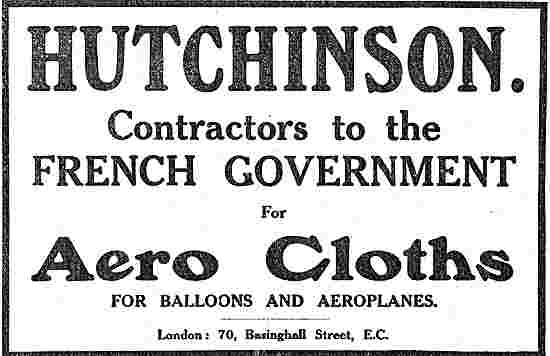 HUTCHINSON.
Contractors to the
FRENCH GOVERNMENT
For
Aero Cloths
FOR BALLOONS AND AEROPLANES.
London: 70, Basinghall Street, E.C.